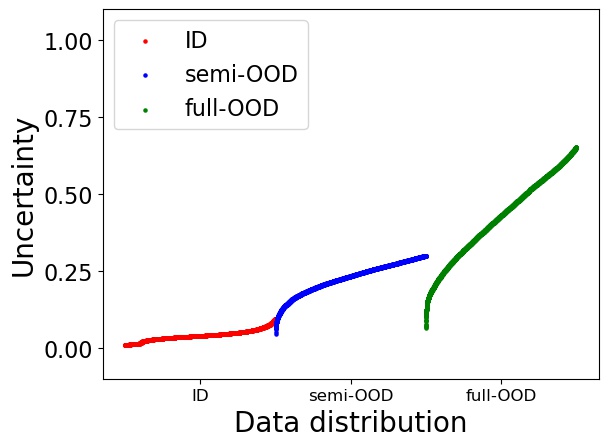 1.00
0.75
0.50
0.25
0.00
Uncertainty
ID
semi-OOD
full-OOD
ID semi-OOD full-OOD
Data distribution